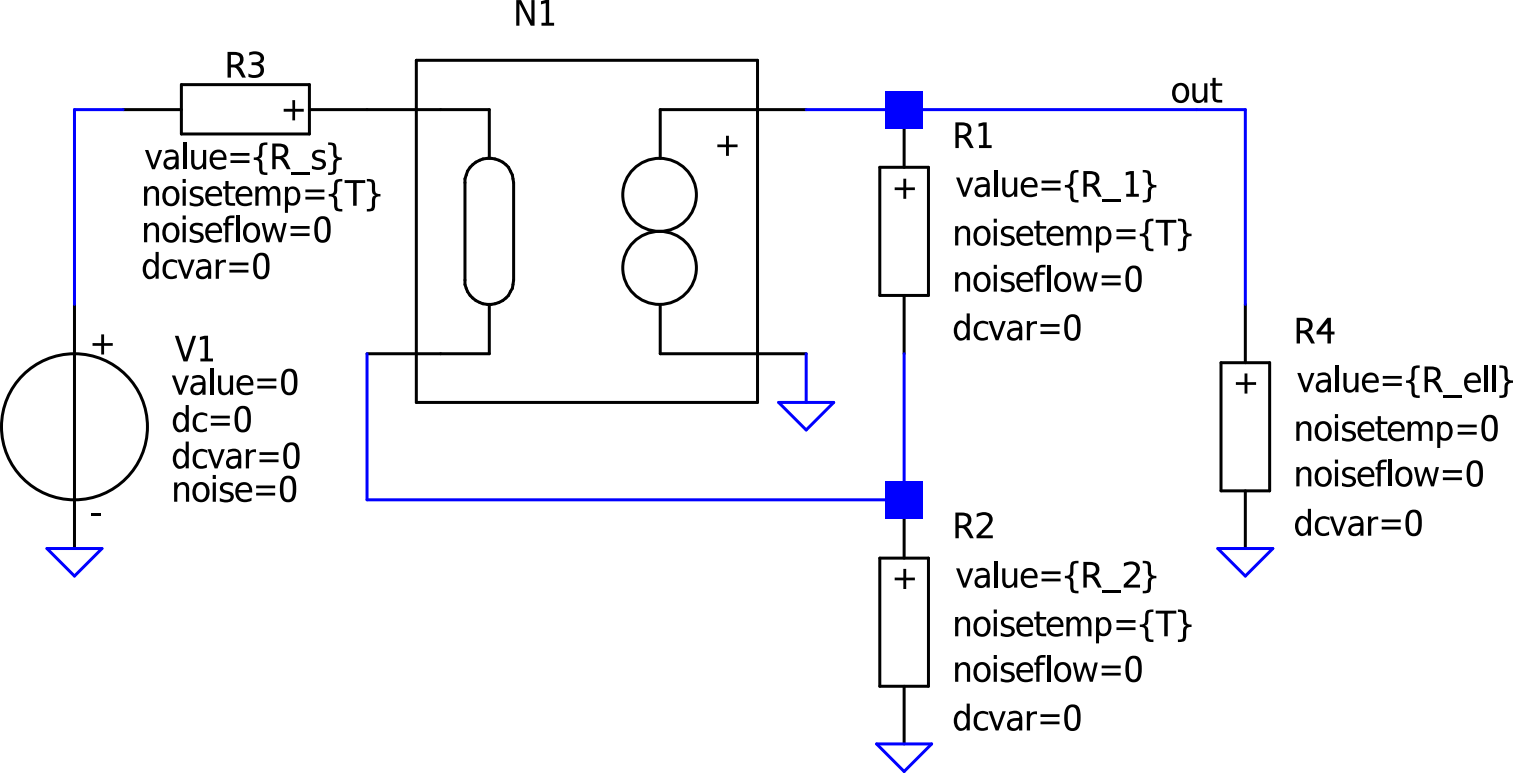 N1
R3
+
value={R_s}
noisetemp={T}
noiseflow=0
dcvar=0
+
out
R1
+
value={R_1}
noisetemp={T}
noiseflow=0
dcvar=0
+
-
V1
value=0
dc=0
dcvar=0
noise=0
R4
+
value={R_ell}
noisetemp=0
noiseflow=0
dcvar=0
R2
+
value={R_2}
noisetemp={T}
noiseflow=0
dcvar=0